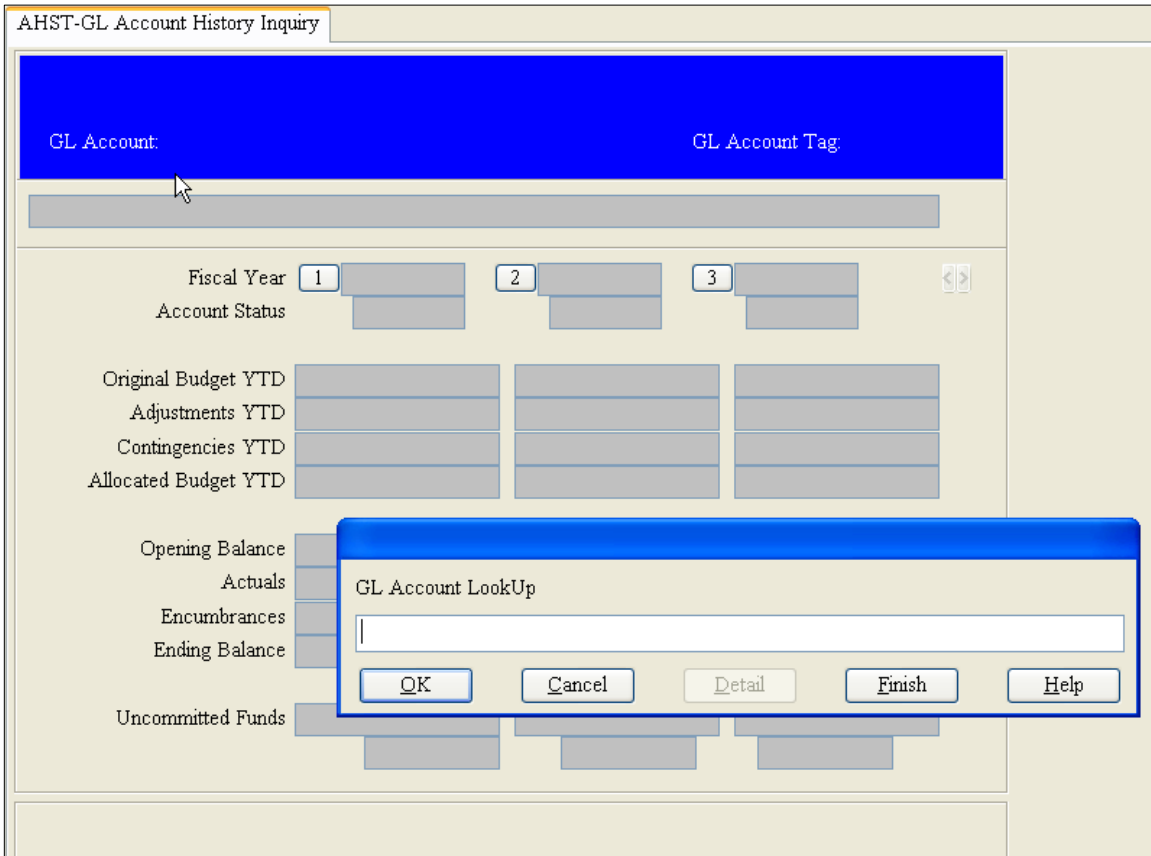 AHST-GL Account History Inquiry
GL Account: GL Account Tag:
Fiscal Year 1 2 3 < >
Account Status
Original Budget YTD
Adjustments YTD
Contingencies YTD
Allocated Budget YTD
Opening Balance
Actuals
Encumbrances
Ending Balance
Uncommitted Funds
GL Account LookUp
OK Cancel Detail Finish Help